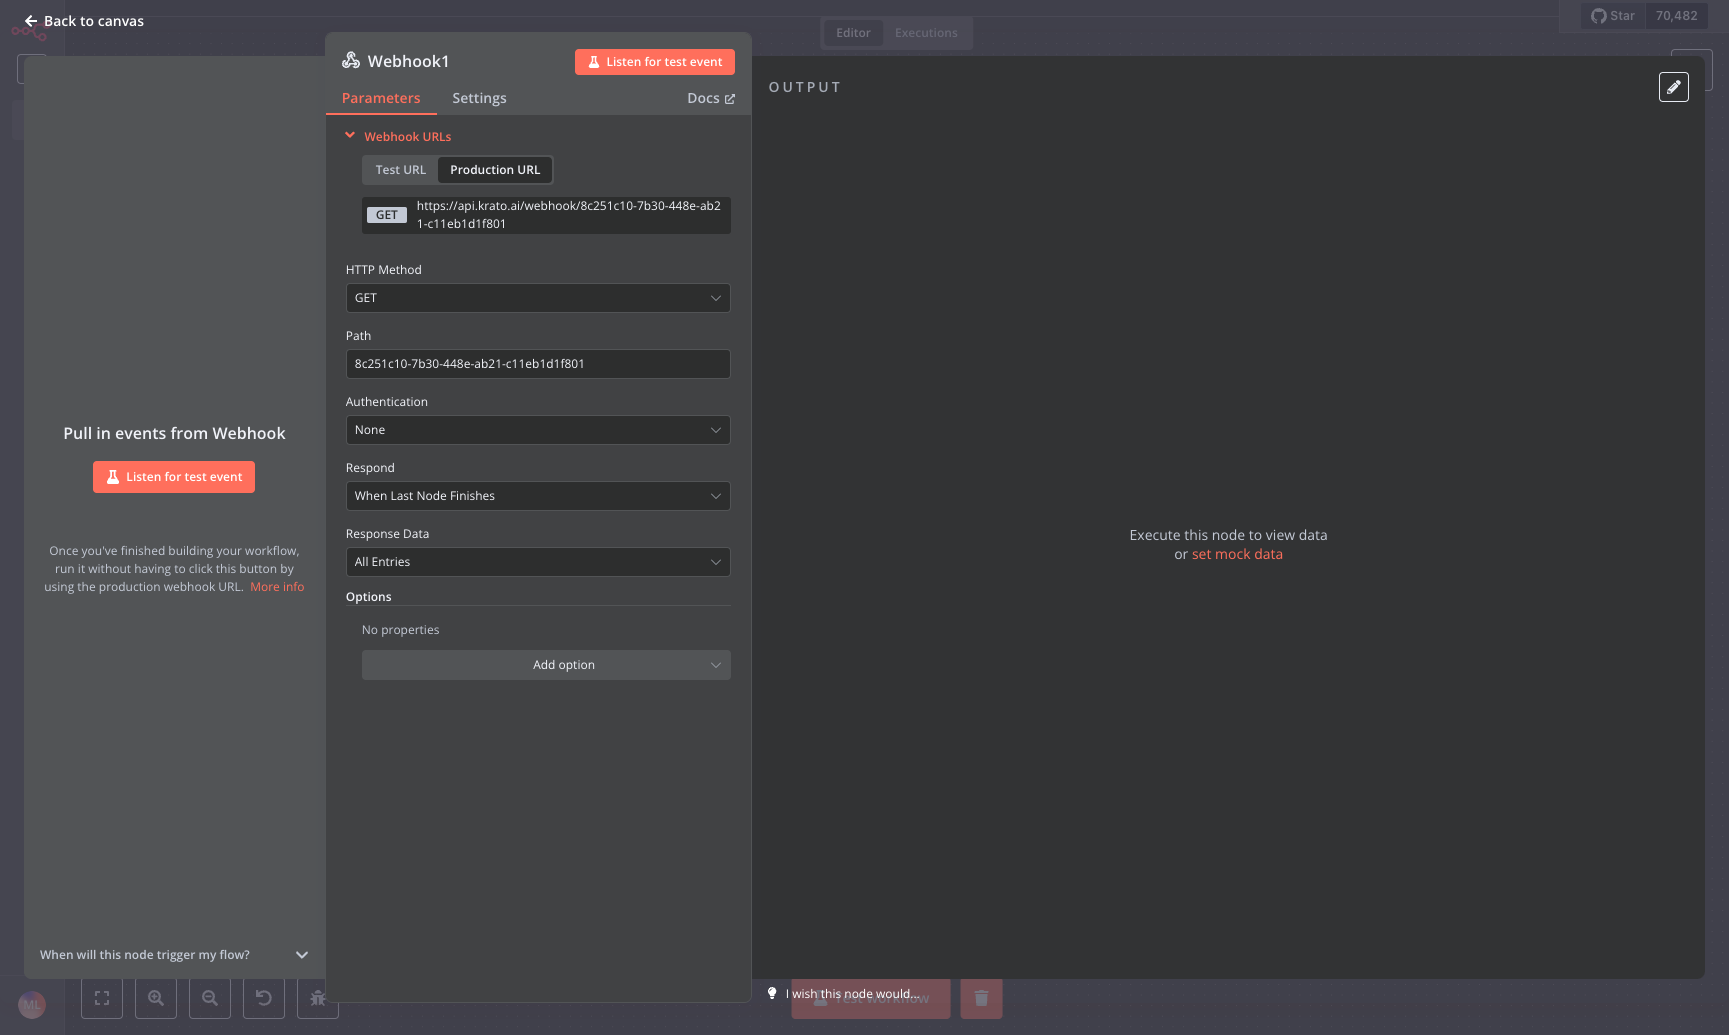 Back to canvas
Editor
Executions
Star
70,482
Webhook1
Listen for test event
Parameters
Settings
Docs
Webhook URLs
Test URL
Production URL
GET
https://api.krato.ai/webhook/8c251c10-7b30-448e-ab2
1-c11eb1d1f801
HTTP Method
GET
Path
8c251c10-7b30-448e-ab21-c11eb1d1f801
Authentication
None
Respond
When Last Node Finishes
Response Data
All Entries
Options
No properties
Add option
Pull in events from Webhook
Listen for test event
Once you've finished building your workflow,
run it without having to click this button by
using the production webhook URL. More info
When will this node trigger my flow?
OUTPUT
Execute this node to view data
or set mock data
ML
I wish this node would...
Test workflow